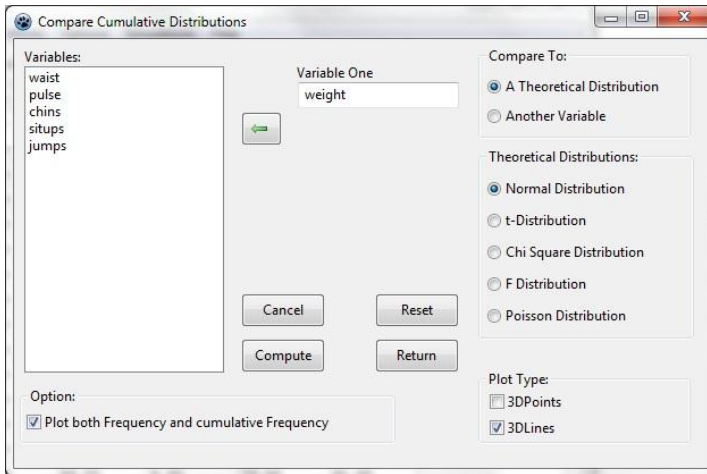 Compare Cumulative Distributions
Variables:
waist
pulse
chins
situps
jumps
Variable One
weight
Cancel
Reset
Compute
Return
Option:
Plot both Frequency and cumulative Frequency
Compare To:
A Theoretical Distribution
Another Variable
Theoretical Distributions:
Normal Distribution
t-Distribution
Chi Square Distribution
F Distribution
Poisson Distribution
Plot Type:
3DPoints
3DLines